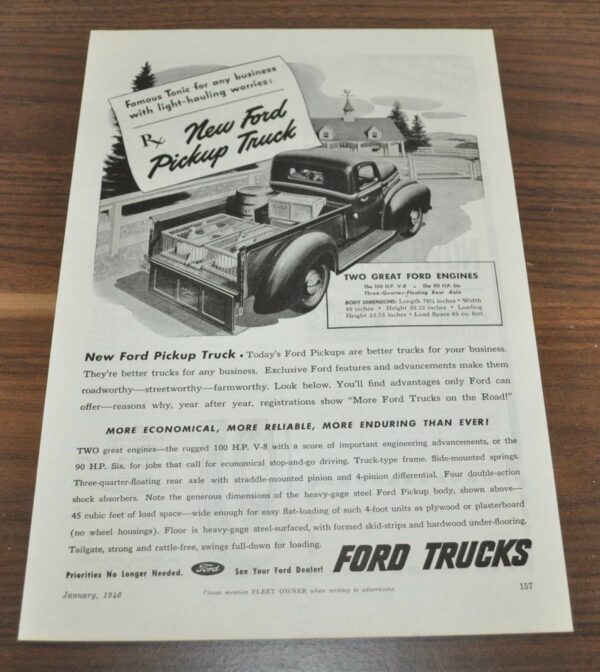 Famous Tonic for any business
with light-hauling worries:
Rx New Ford
Pickup Truck
TWO GREAT FORD ENGINES
The 100 H.P. V-8 • The 90 H.P. Six
Three-Quarter-Floating Rear Axle
BODY DIMENSIONS: Length 78⅛ inches • Width
49 inches • Height 20.32 inches • Loading
Height 23.73 inches • Load Space 45 cu. feet
New Ford Pickup Truck • Today's Ford Pickups are better trucks for your business.
They're better trucks for any business. Exclusive Ford features and advancements make them
roadworthy—streetworthy—farmworthy. Look below. You'll find advantages only Ford can
offer—reasons why, year after year, registrations show "More Ford Trucks on the Road!"
MORE ECONOMICAL, MORE RELIABLE, MORE ENDURING THAN EVER!
TWO great engines—the rugged 100 H.P. V-8 with a score of important engineering advancements, or the
90 H.P. Six, for jobs that call for economical stop-and-go driving. Truck-type frame. Side-mounted springs.
Three-quarter-floating rear axle with straddle-mounted pinion and 4-pinion differential. Four double-action
shock absorbers. Note the generous dimensions of the heavy-gage steel Ford Pickup body, shown above—
45 cubic feet of load space—wide enough for easy flat-loading of such 4-foot units as plywood or plasterboard
(no wheel housings). Floor is heavy-gage steel-surfaced, with formed skid-strips and hardwood under-flooring.
Tailgate, strong and rattle-free, swings full-down for loading.
FORD TRUCKS
Priorities No Longer Needed. Ford See Your Ford Dealer!
January, 1946 Please mention FLEET OWNER when writing to advertisers. 157